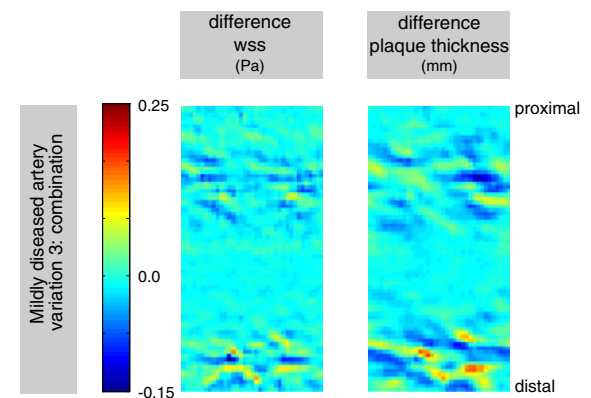 difference
wss
(Pa)
difference
plaque thickness
(mm)
Mildly diseased artery
variation 3: combination
0.25
0.0
-0.15
proximal
distal